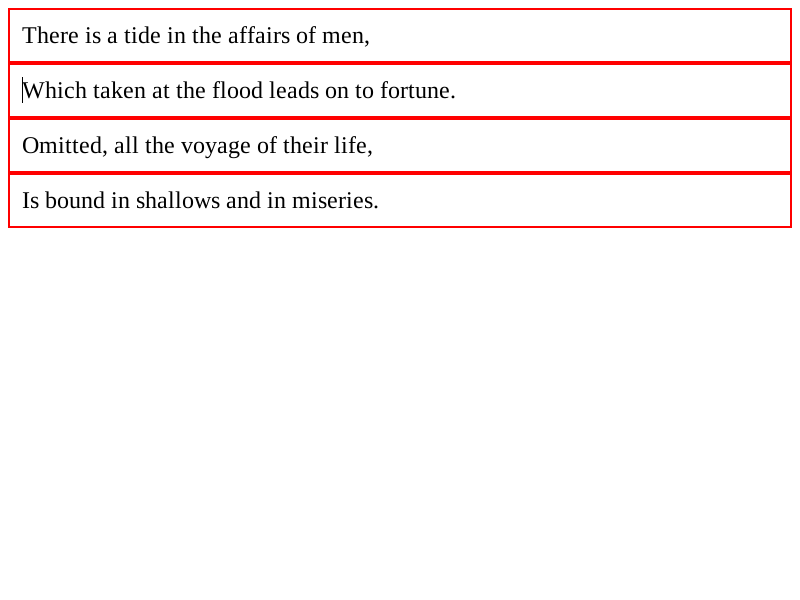 There is a tide in the affairs of men,
Which taken at the flood leads on to fortune.
Omitted, all the voyage of their life,
Is bound in shallows and in miseries.